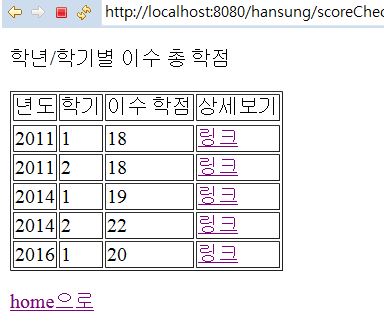 http://localhost:8080/hansung/scoreChe
학년/학기별 이수 총 학점
년도 학기 이수 학점 상세보기
2011 1 18 링크
2011 2 18 링크
2014 1 19 링크
2014 2 22 링크
2016 1 20 링크
home으로